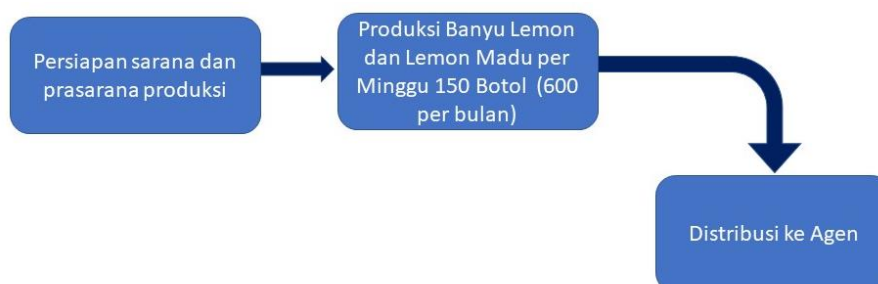 Persiapan sarana dan
prasarana produksi
Produksi Banyu Lemon
dan Lemon Madu per
Minggu 150 Botol (600
per bulan)
Distribusi ke Agen